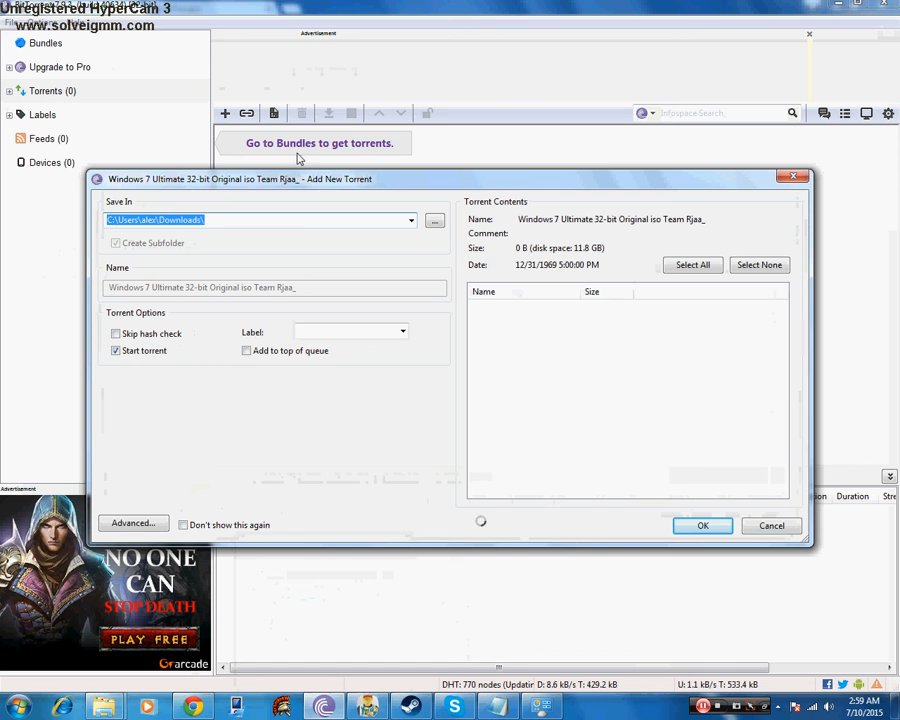 Unregistered HyperCam 3
www.solveigmm.com
Advertisement
Bundles
Upgrade to Pro
Torrents (0)
Labels
Feeds (0)
Devices (0)
Infospace Search
Go to Bundles to get torrents.
Windows 7 Ultimate 32-bit Original iso Team Rjaa_ - Add New Torrent
Save In
C:\Users\alex\Downloads\
...
Create Subfolder
Name
Windows 7 Ultimate 32-bit Original iso Team Rjaa_
Torrent Options
Skip hash check
Label:
Start torrent
Add to top of queue
Advanced...
Don't show this again
Torrent Contents
Name: Windows 7 Ultimate 32-bit Original iso Team Rjaa_
Comment:
Size: 0 B (disk space: 11.8 GB)
Date: 12/31/1969 5:00:00 PM
Select All
Select None
Name
Size
OK
Cancel
Advertisement
Duration
NO ONE
CAN
STOP DEATH
PLAY FREE
arcade
DHT: 770 nodes (Updatin D: 8.6 kB/s T: 429.2 kB
U: 1.1 kB/s T: 533.4 kB
2:59 AM
7/10/2015